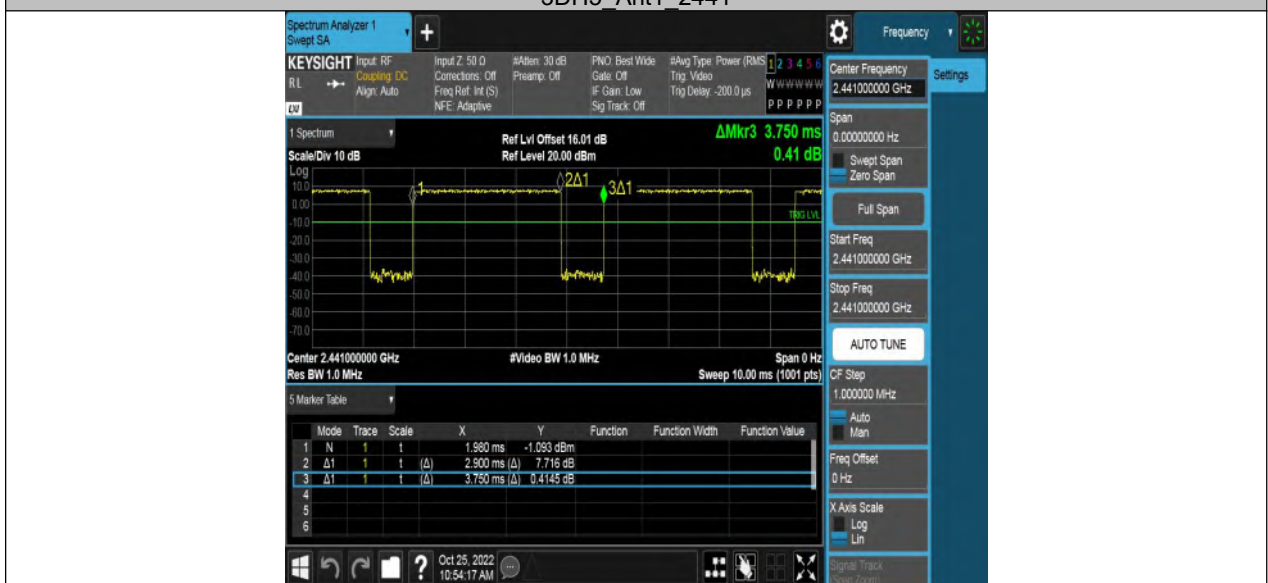 3DH5_Ant1_2441
Spectrum Analyzer 1
Swept SA
+
Frequency
KEYSIGHT
RL
LXI
Input: RF
Coupling: DC
Align: Auto
Input Z: 50 Ω
Corrections: Off
Freq Ref: Int (S)
NFE: Adaptive
#Atten: 30 dB
Preamp: Off
PNO: Best Wide
Gate: Off
IF Gain: Low
Sig Track: Off
#Avg Type: Power (RMS
Trig: Video
Trig Delay: -200.0 µs
1 2 3 4 5 6
W W W W W W
P P P P P P
Center Frequency
2.441000000 GHz
Settings
1 Spectrum
Scale/Div 10 dB
Log
Ref Lvl Offset 16.01 dB
Ref Level 20.00 dBm
ΔMkr3 3.750 ms
0.41 dB
10.0
0.00
-10.0
-20.0
-30.0
-40.0
-50.0
-60.0
-70.0
1
2Δ1
3Δ1
TRIG LVL
Center 2.441000000 GHz
Res BW 1.0 MHz
#Video BW 1.0 MHz
Span 0 Hz
Sweep 10.00 ms (1001 pts)
Span
0.00000000 Hz
Swept Span
Zero Span
Full Span
Start Freq
2.441000000 GHz
Stop Freq
2.441000000 GHz
AUTO TUNE
CF Step
1.000000 MHz
Auto
Man
Freq Offset
0 Hz
X Axis Scale
Log
Lin
Signal Track
(Span Zoom)
5 Marker Table
Mode Trace Scale X Y Function Function Width Function Value
1 N 1 t 1.980 ms -1.093 dBm
2 Δ1 1 t (Δ) 2.900 ms (Δ) 7.716 dB
3 Δ1 1 t (Δ) 3.750 ms (Δ) 0.4145 dB
4
5
6
?
Oct 25, 2022
10:54:17 AM